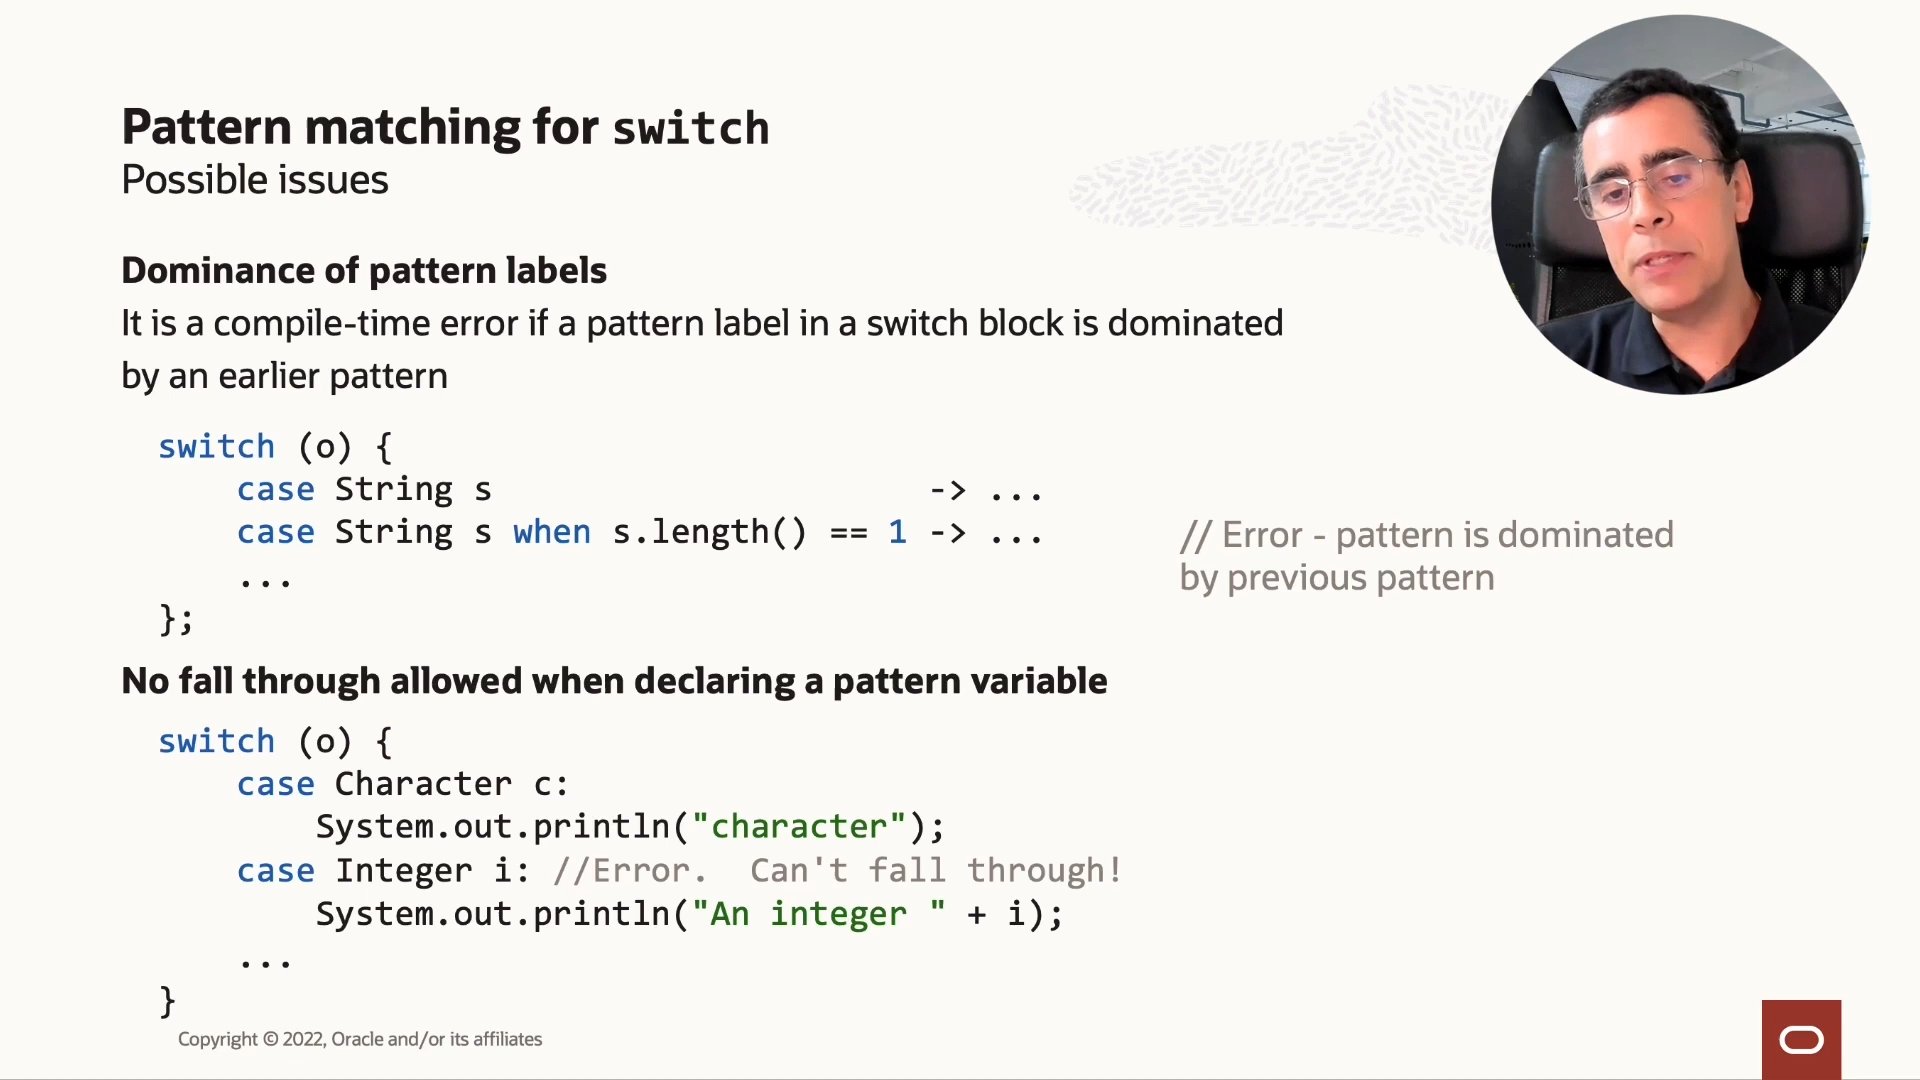 Pattern matching for switch
Possible issues
Dominance of pattern labels
It is a compile-time error if a pattern label in a switch block is dominated
by an earlier pattern
switch (o) {
    case String s                      -> ...
    case String s when s.length() == 1 -> ...
    ...
};
// Error - pattern is dominated
by previous pattern
No fall through allowed when declaring a pattern variable
switch (o) {
    case Character c:
        System.out.println("character");
    case Integer i: //Error.  Can't fall through!
        System.out.println("An integer " + i);
    ...
}
Copyright © 2022, Oracle and/or its affiliates